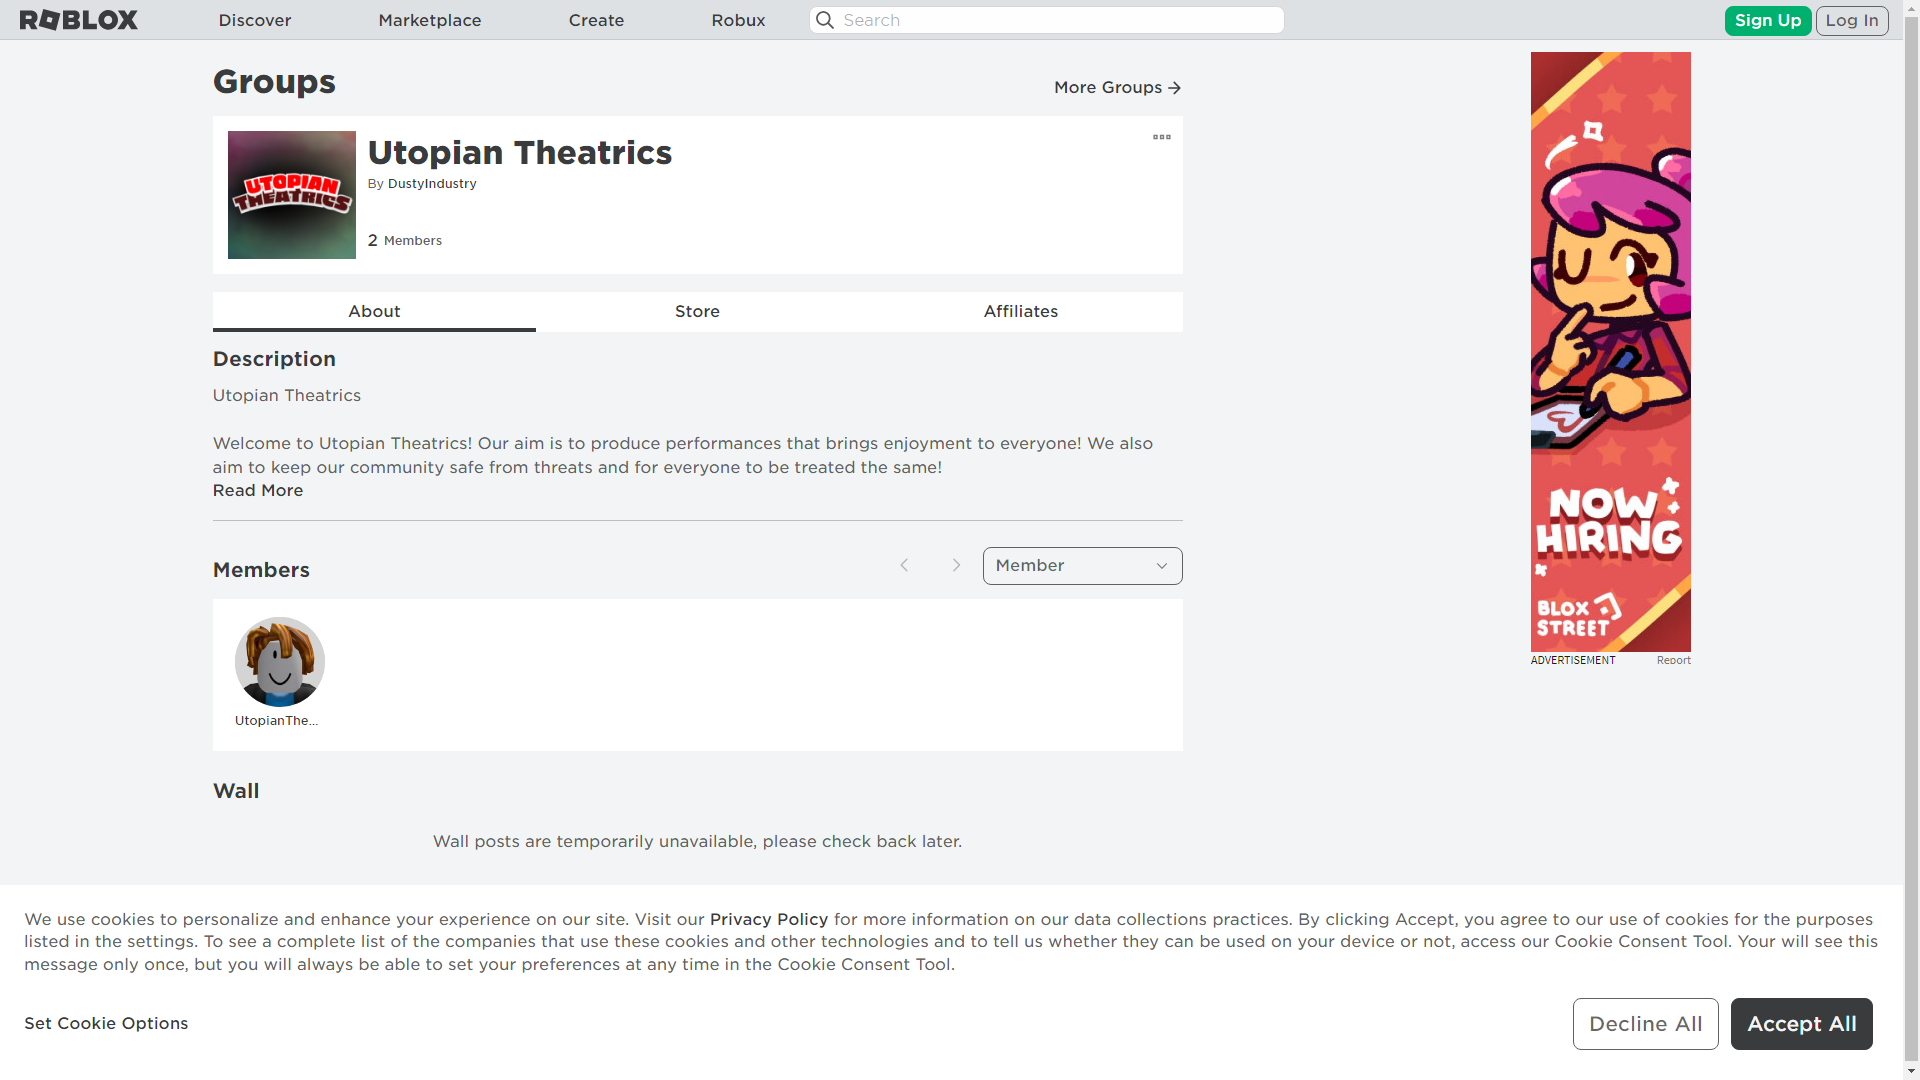 ROBLOX
Discover
Marketplace
Create
Robux
Search
Sign Up
Log In
Groups
More Groups
UTOPIAN
THEATRICS
Utopian Theatrics
By DustyIndustry
2 Members
About
Store
Affiliates
Description
Utopian Theatrics
Welcome to Utopian Theatrics! Our aim is to produce performances that brings enjoyment to everyone! We also
aim to keep our community safe from threats and for everyone to be treated the same!
Read More
Members
Member
UtopianThe...
Wall
Wall posts are temporarily unavailable, please check back later.
NOW
HIRING
BLOX
STREET
ADVERTISEMENT
Report
We use cookies to personalize and enhance your experience on our site. Visit our Privacy Policy for more information on our data collections practices. By clicking Accept, you agree to our use of cookies for the purposes
listed in the settings. To see a complete list of the companies that use these cookies and other technologies and to tell us whether they can be used on your device or not, access our Cookie Consent Tool. Your will see this
message only once, but you will always be able to set your preferences at any time in the Cookie Consent Tool.
Set Cookie Options
Decline All
Accept All